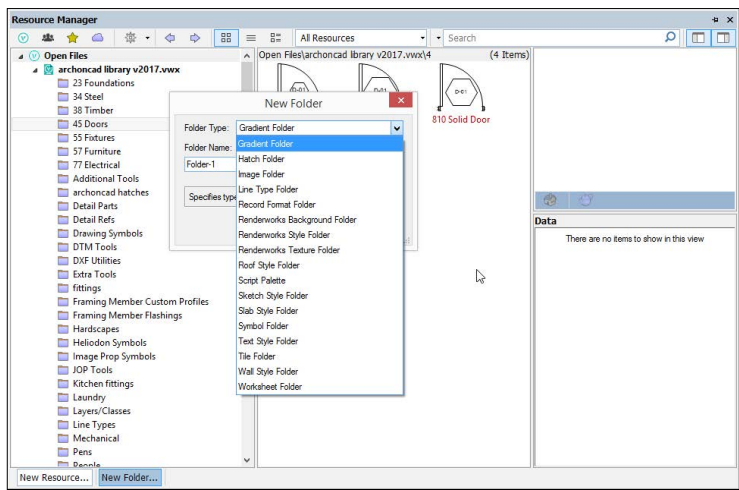 Resource Manager
All Resources
Search
Open Files
archoncad library v2017.vwx
23 Foundations
34 Steel
38 Timber
45 Doors
55 Fixtures
57 Furniture
77 Electrical
Additional Tools
archoncad hatches
Detail Parts
Detail Refs
Drawing Symbols
DTM Tools
DXF Utilities
Extra Tools
fittings
Framing Member Custom Profiles
Framing Member Flashings
Hardscapes
Heliodon Symbols
Image Prop Symbols
JOP Tools
Kitchen fittings
Laundry
Layers/Classes
Line Types
Mechanical
Pens
People
Open Files\archoncad library v2017.vwx\4 (4 Items)
D-01
D-01
D-01
810 Solid Door
New Folder
Folder Type: Gradient Folder
Folder Name:
Folder-1
Specifies type
Gradient Folder
Hatch Folder
Image Folder
Line Type Folder
Record Format Folder
Renderworks Background Folder
Renderworks Style Folder
Renderworks Texture Folder
Roof Style Folder
Script Palette
Sketch Style Folder
Slab Style Folder
Symbol Folder
Text Style Folder
Tile Folder
Wall Style Folder
Worksheet Folder
Data
There are no items to show in this view
New Resource... New Folder...